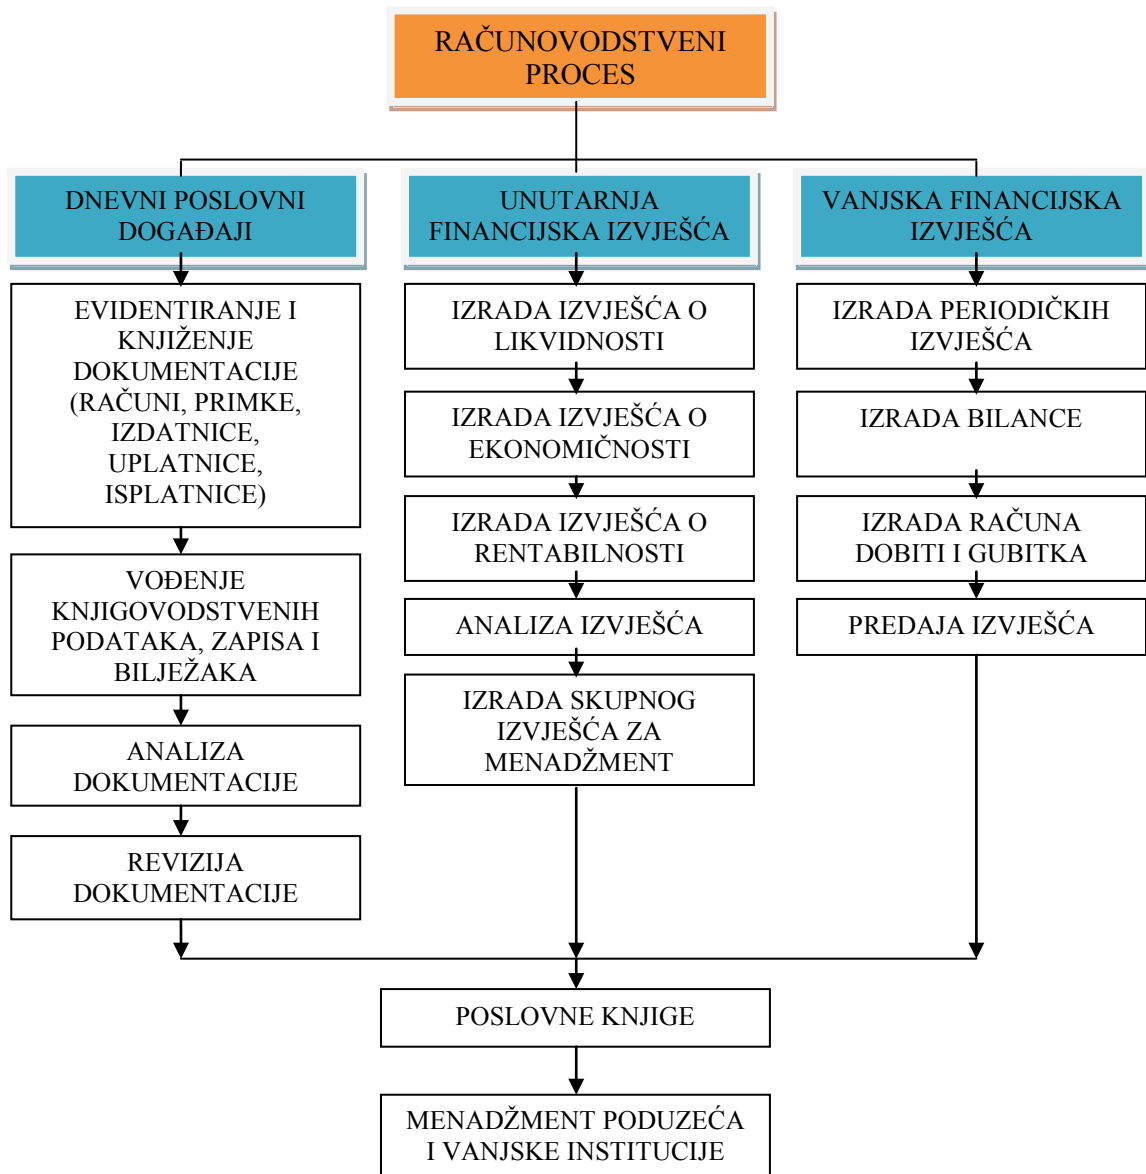 RAČUNOVODSTVENI
PROCES
DNEVNI POSLOVNI
DOGAĐAJI
EVIDENTIRANJE I
KNJIŽENJE
DOKUMENTACIJE
(RAČUNI, PRIMKE,
IZDATNICE,
UPLATNICE,
ISPLATNICE)
VOĐENJE
KNJIGOVODSTVENIH
PODATAKA, ZAPISA I
BILJEŽAKA
ANALIZA
DOKUMENTACIJE
REVIZIJA
DOKUMENTACIJE
UNUTARNJA
FINANCIJSKA IZVJEŠĆA
IZRADA IZVJEŠĆA O
LIKVIDNOSTI
IZRADA IZVJEŠĆA O
EKONOMIČNOSTI
IZRADA IZVJEŠĆA O
RENTABILNOSTI
ANALIZA IZVJEŠĆA
IZRADA SKUPNOG
IZVJEŠĆA ZA
MENADŽMENT
VANJSKA FINANCIJSKA
IZVJEŠĆA
IZRADA PERIODIČKIH
IZVJEŠĆA
IZRADA BILANCE
IZRADA RAČUNA
DOBITI I GUBITKA
PREDAJA IZVJEŠĆA
POSLOVNE KNJIGE
MENADŽMENT PODUZEĆA
I VANJSKE INSTITUCIJE